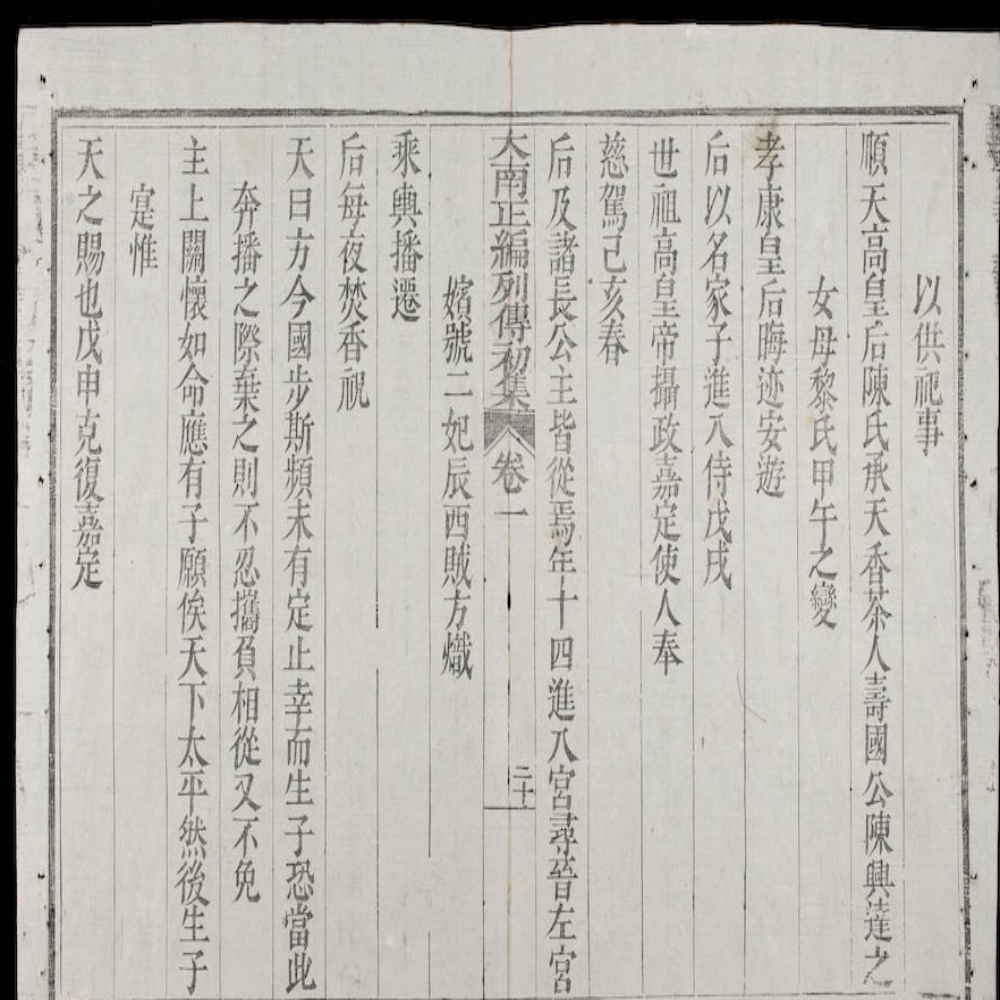 以供祀事
順天高皇后陳氏承天香茶人壽國公陳興達之
女母黎氏甲午之變
孝康皇后晦迹安遊
后以名家子進入侍戊戌
世祖高皇帝攝政嘉定使人奉
慈駕己亥春
后及諸長公主皆從焉年十四進入宮尋晉左宮
大南正編列傳初集 卷一 二十
嬪號二妃辰西賊方熾
乘輿播遷
后每夜焚香祝
天曰方今國步斯頻未有定止幸而生子恐當此
奔播之際棄之則不忍攜負相從又不免
主上關懷如命應有子願俟天下太平然後生子
寔惟
天之賜也戊申克復嘉定